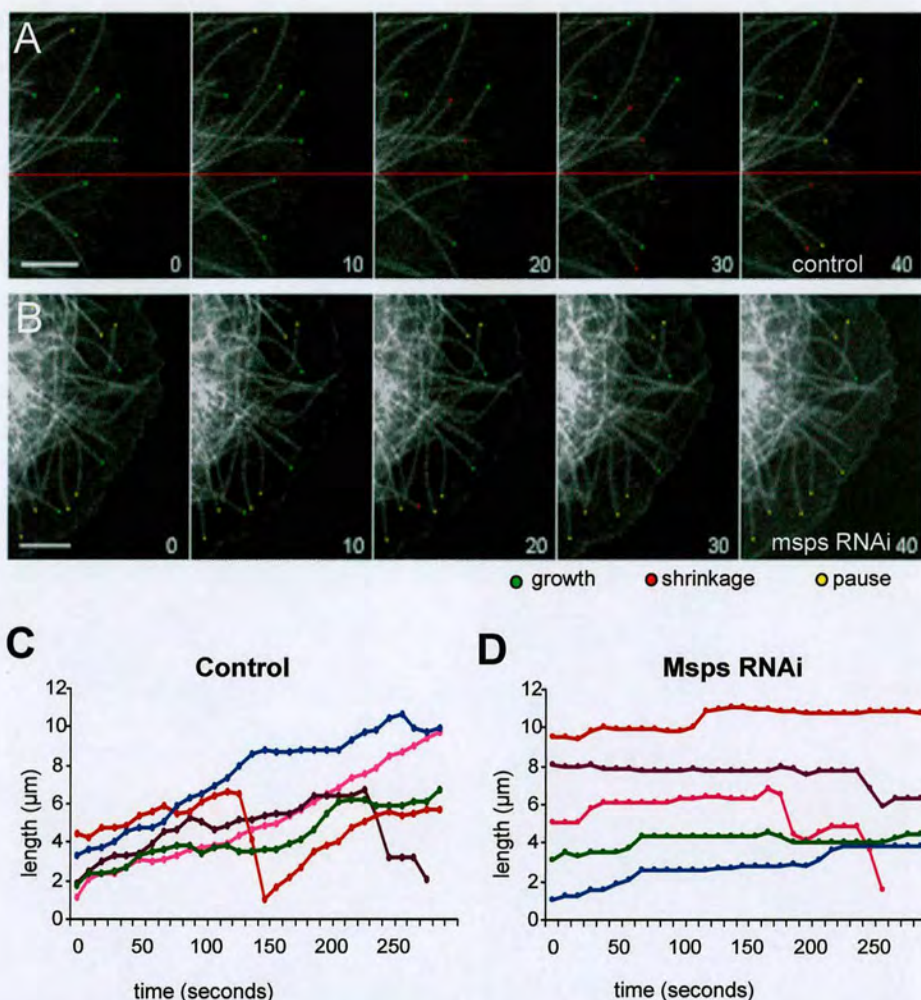 A
0 10 20 30 control 40
B
0 10 20 30 msps RNAi 40
growth shrinkage pause
C
Control
length (μm)
12
10
8
6
4
2
0
0 50 100 150 200 250
time (seconds)
D
Msps RNAi
length (μm)
12
10
8
6
4
2
0
0 50 100 150 200 250
time (seconds)